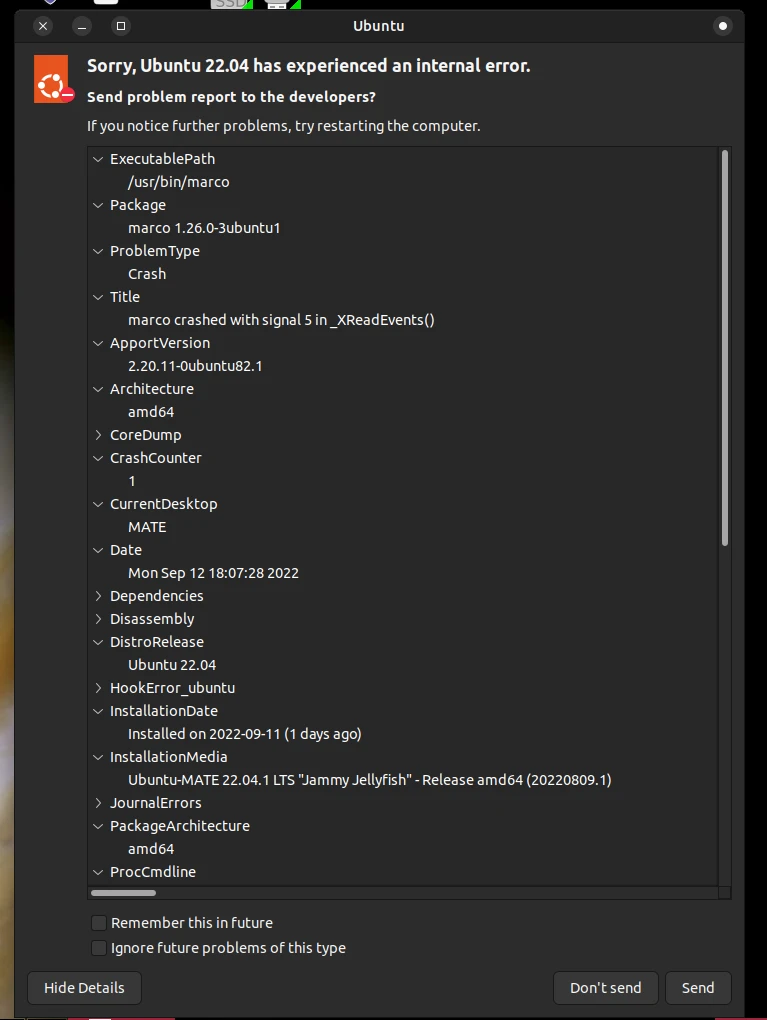 SSD
Ubuntu
Sorry, Ubuntu 22.04 has experienced an internal error.
Send problem report to the developers?
If you notice further problems, try restarting the computer.
ExecutablePath
/usr/bin/marco
Package
marco 1.26.0-3ubuntu1
ProblemType
Crash
Title
marco crashed with signal 5 in _XReadEvents()
ApportVersion
2.20.11-0ubuntu82.1
Architecture
amd64
CoreDump
CrashCounter
1
CurrentDesktop
MATE
Date
Mon Sep 12 18:07:28 2022
Dependencies
Disassembly
DistroRelease
Ubuntu 22.04
HookError_ubuntu
InstallationDate
Installed on 2022-09-11 (1 days ago)
InstallationMedia
Ubuntu-MATE 22.04.1 LTS "Jammy Jellyfish" - Release amd64 (20220809.1)
JournalErrors
PackageArchitecture
amd64
ProcCmdline
Remember this in future
Ignore future problems of this type
Hide Details
Don't send
Send